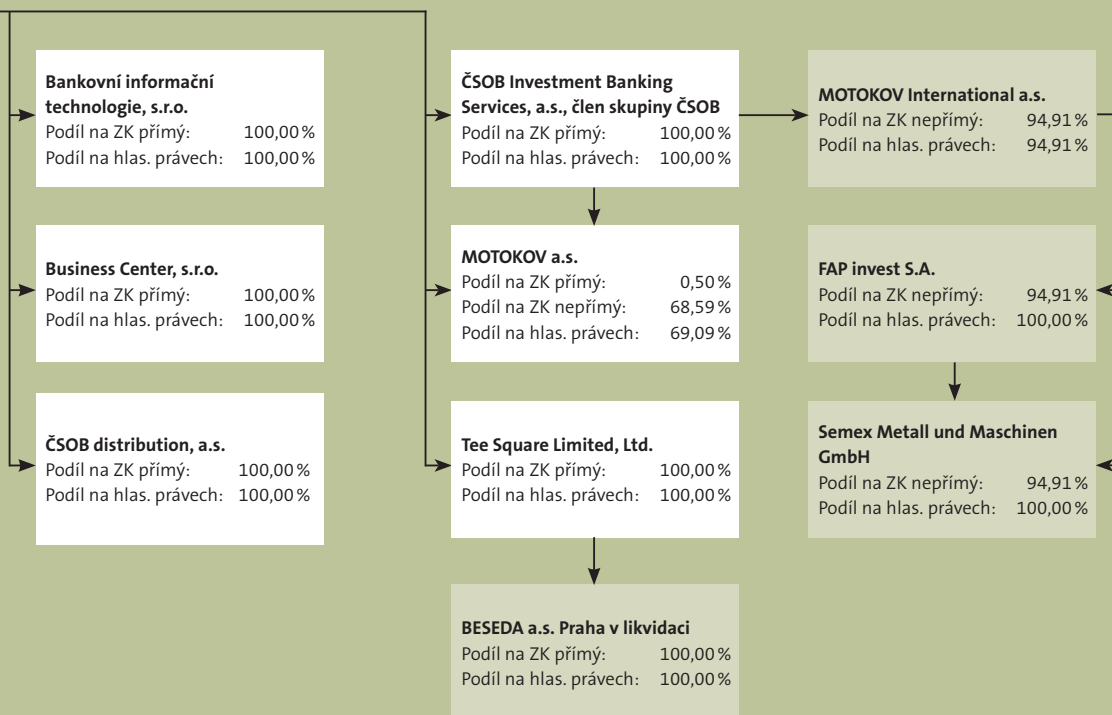 Bankovní informační
technologie, s.r.o.
Podíl na ZK přímý: 100,00 %
Podíl na hlas. právech: 100,00 %
Business Center, s.r.o.
Podíl na ZK přímý: 100,00 %
Podíl na hlas. právech: 100,00 %
ČSOB distribution, a.s.
Podíl na ZK přímý: 100,00 %
Podíl na hlas. právech: 100,00 %
ČSOB Investment Banking
Services, a.s., člen skupiny ČSOB
Podíl na ZK přímý: 100,00 %
Podíl na hlas. právech: 100,00 %
MOTOKOV a.s.
Podíl na ZK přímý: 0,50 %
Podíl na ZK nepřímý: 68,59 %
Podíl na hlas. právech: 69,09 %
Tee Square Limited, Ltd.
Podíl na ZK přímý: 100,00 %
Podíl na hlas. právech: 100,00 %
BESEDA a.s. Praha v likvidaci
Podíl na ZK přímý: 100,00 %
Podíl na hlas. právech: 100,00 %
MOTOKOV International a.s.
Podíl na ZK nepřímý: 94,91 %
Podíl na hlas. právech: 94,91 %
FAP invest S.A.
Podíl na ZK nepřímý: 94,91 %
Podíl na hlas. právech: 100,00 %
Semex Metall und Maschinen
GmbH
Podíl na ZK nepřímý: 94,91 %
Podíl na hlas. právech: 100,00 %